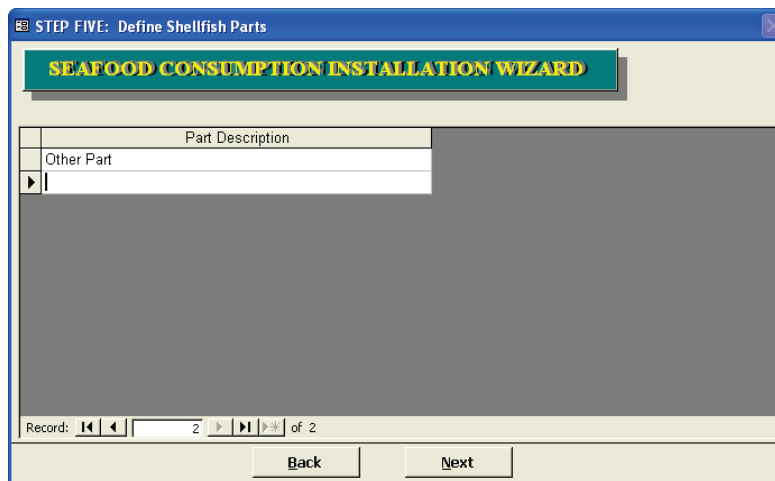 STEP FIVE: Define Shellfish Parts
SEAFOOD CONSUMPTION INSTALLATION WIZARD
Part Description
Other Part
Record: 2 of 2
Back Next